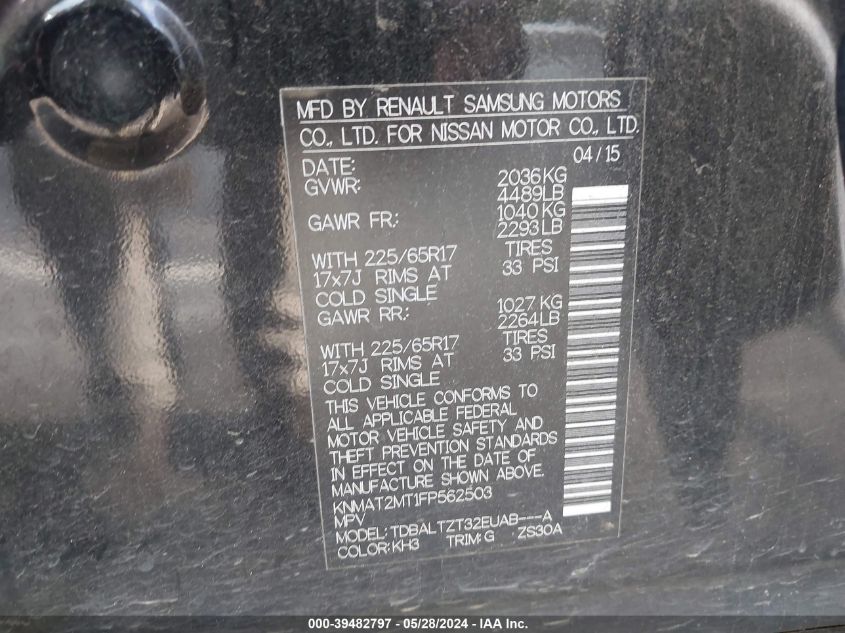 MFD BY RENAULT SAMSUNG MOTORS
CO., LTD. FOR NISSAN MOTOR CO., LTD.
DATE: 04/15
GVWR: 2036KG
4489LB
GAWR FR.: 1040KG
2293LB
WITH 225/65R17 TIRES
17x7J RIMS AT 33 PSI
COLD SINGLE
GAWR RR: 1027 KG
2264LB
WITH 225/65R17 TIRES
17x7J RIMS AT 33 PSI
COLD SINGLE
THIS VEHICLE CONFORMS TO
ALL APPLICABLE FEDERAL
MOTOR VEHICLE SAFETY AND
THEFT PREVENTION STANDARDS
IN EFFECT ON THE DATE OF
MANUFACTURE SHOWN ABOVE.
KNMAT2MT1FP562503
MPV
MODEL: TDBALTZT32EUAB---A
COLOR: KH3 TRIM: G ZS30A
000-39482797 - 05/28/2024 - IAA Inc.